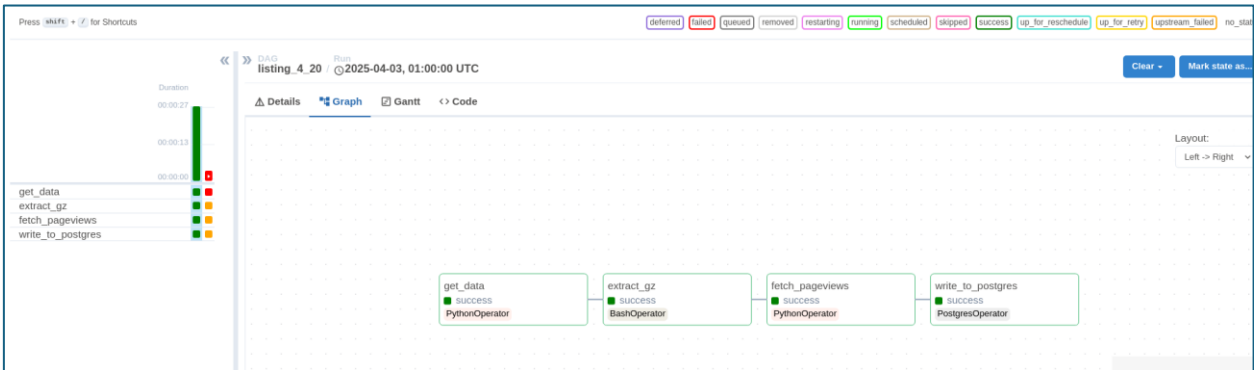 Press shift + / for Shortcuts
deferred failed queued removed restarting running scheduled skipped success up_for_reschedule up_for_retry upstream_failed no_stat
DAG Run
listing_4_20 / 2025-04-03, 01:00:00 UTC
Clear Mark state as...
Details Graph Gantt <> Code
Duration
00:00:27
00:00:13
00:00:00
Layout:
Left -> Right
get_data
extract_gz
fetch_pageviews
write_to_postgres
get_data
success
PythonOperator
extract_gz
success
BashOperator
fetch_pageviews
success
PythonOperator
write_to_postgres
success
PostgresOperator